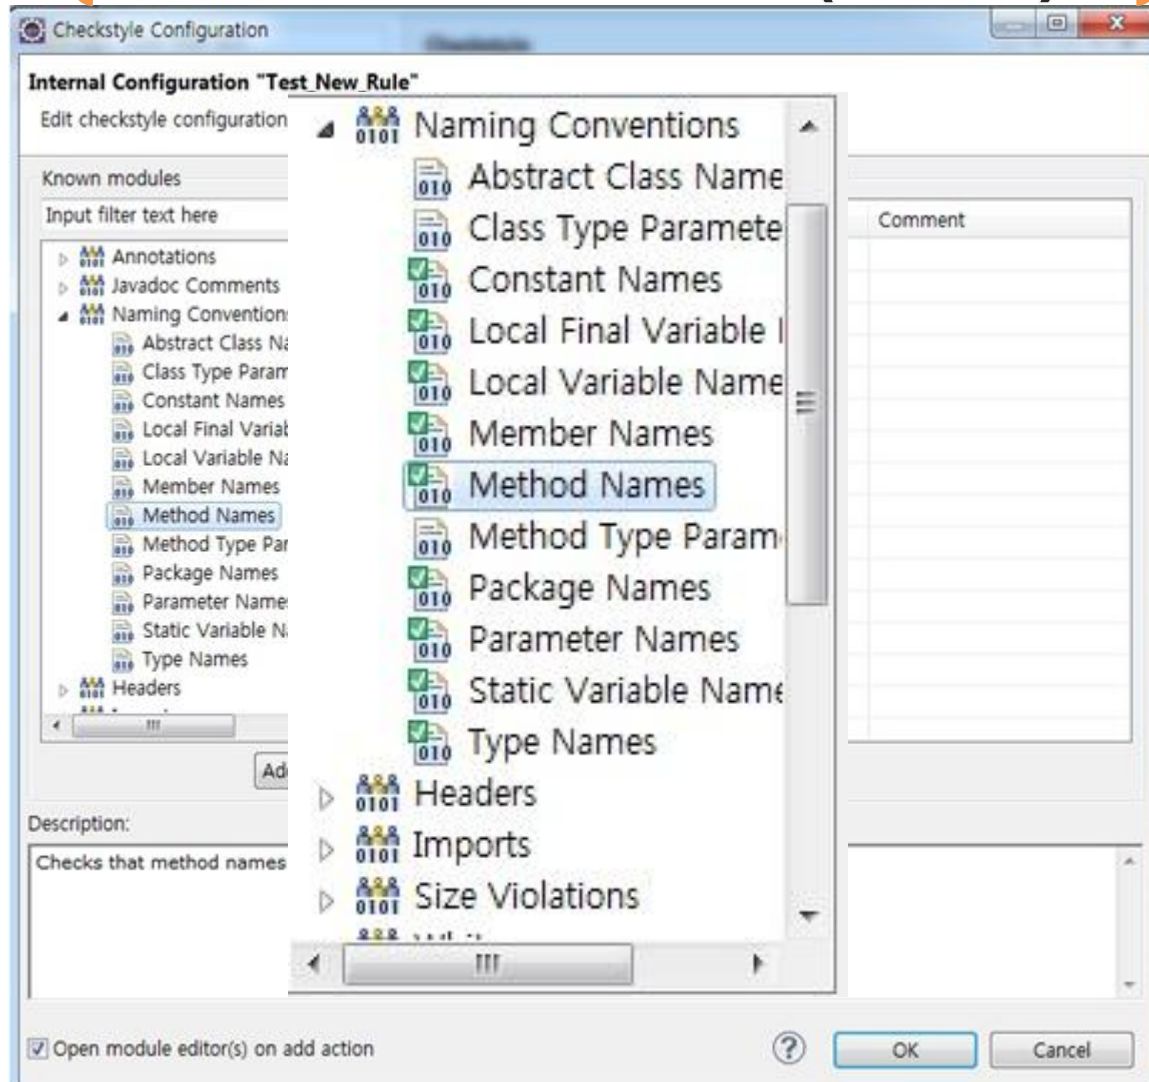 Checkstyle Configuration
Internal Configuration "Test_New_Rule"
Edit checkstyle configuration
Known modules
Input filter text here
Comment
Annotations
Javadoc Comments
Naming Convention
Abstract Class Na
Class Type Param
Constant Names
Local Final Varial
Local Variable Na
Member Names
Method Names
Method Type Par
Package Names
Parameter Name
Static Variable N
Type Names
Headers
Ad
Naming Conventions
Abstract Class Name
Class Type Paramete
Constant Names
Local Final Variable
Local Variable Name
Member Names
Method Names
Method Type Param
Package Names
Parameter Names
Static Variable Name
Type Names
Headers
Imports
Size Violations
Description:
Checks that method names
Open module editor(s) on add action
OK
Cancel